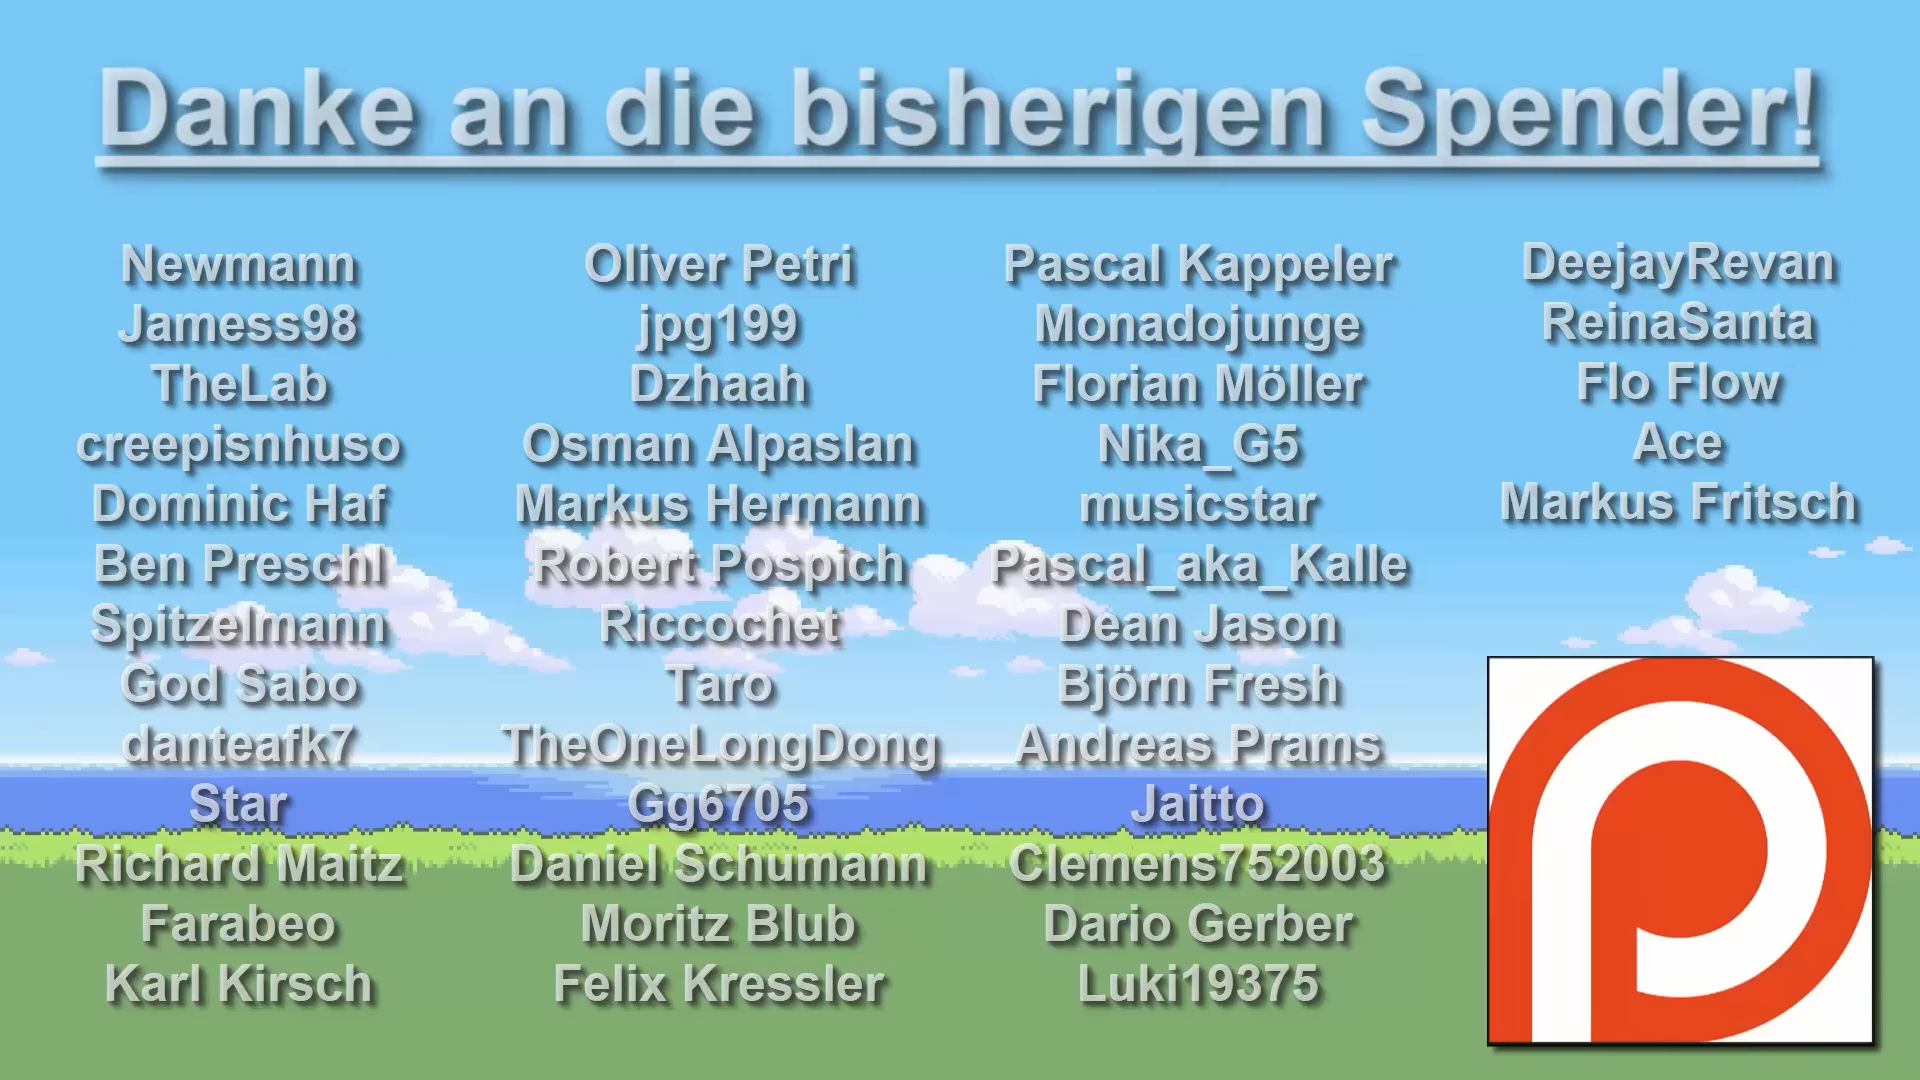 Danke an die bisherigen Spender!
Newmann
Jamess98
TheLab
creepisnhuso
Dominic Haf
Ben Preschl
Spitzelmann
God Sabo
danteafk7
Star
Richard Maitz
Farabeo
Karl Kirsch
Oliver Petri
jpg199
Dzhaah
Osman Alpaslan
Markus Hermann
Robert Pospich
Riccochet
Taro
TheOneLongDong
Gg6705
Daniel Schumann
Moritz Blub
Felix Kressler
Pascal Kappeler
Monadojunge
Florian Möller
Nika_G5
musicstar
Pascal_aka_Kalle
Dean Jason
Björn Fresh
Andreas Prams
Jaitto
Clemens752003
Dario Gerber
Luki19375
DeejayRevan
ReinaSanta
Flo Flow
Ace
Markus Fritsch